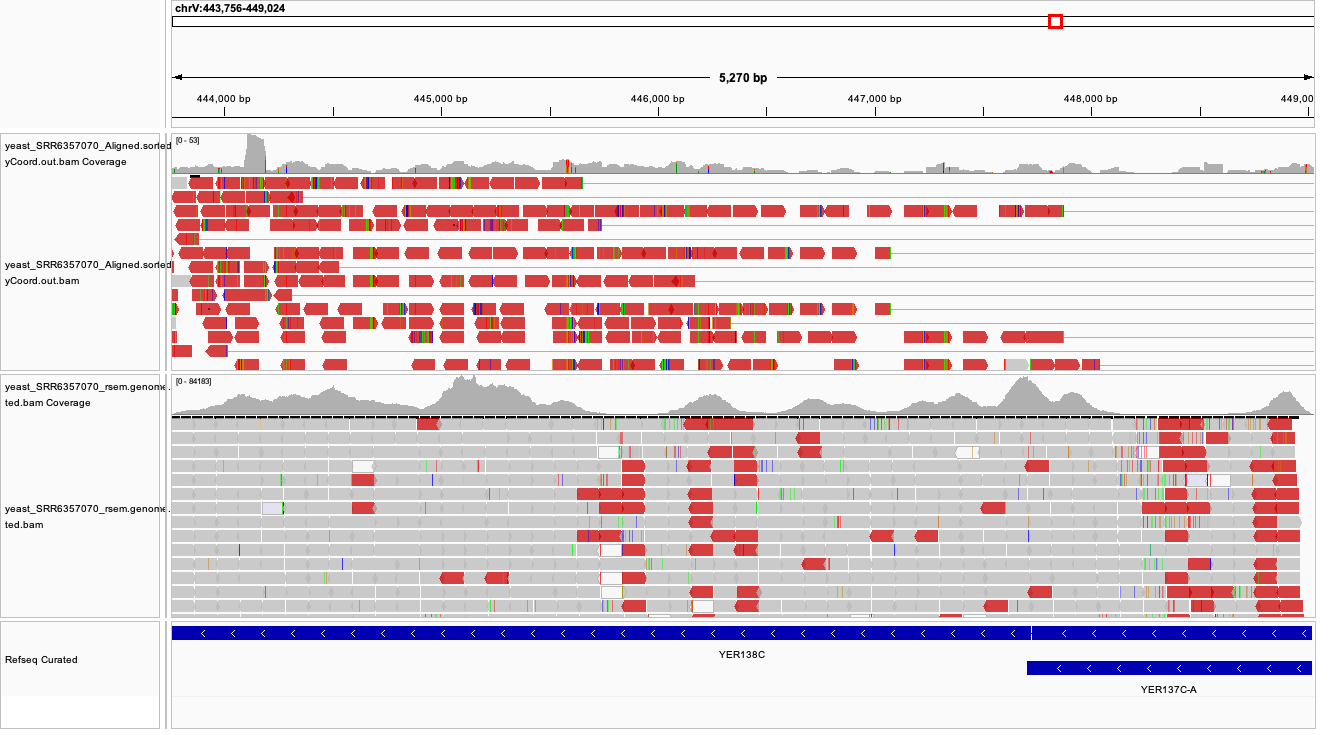 chrV:443,756-449,024
5,270 bp
444,000 bp 445,000 bp 446,000 bp 447,000 bp 448,000 bp 449,00
yeast_SRR6357070_Aligned.sorted
yCoord.out.bam Coverage
[0 - 53]
yeast_SRR6357070_Aligned.sorted
yCoord.out.bam
yeast_SRR6357070_rsem.genome.
ted.bam Coverage
[0 - 84183]
yeast_SRR6357070_rsem.genome.
ted.bam
Refseq Curated
YER138C
YER137C-A